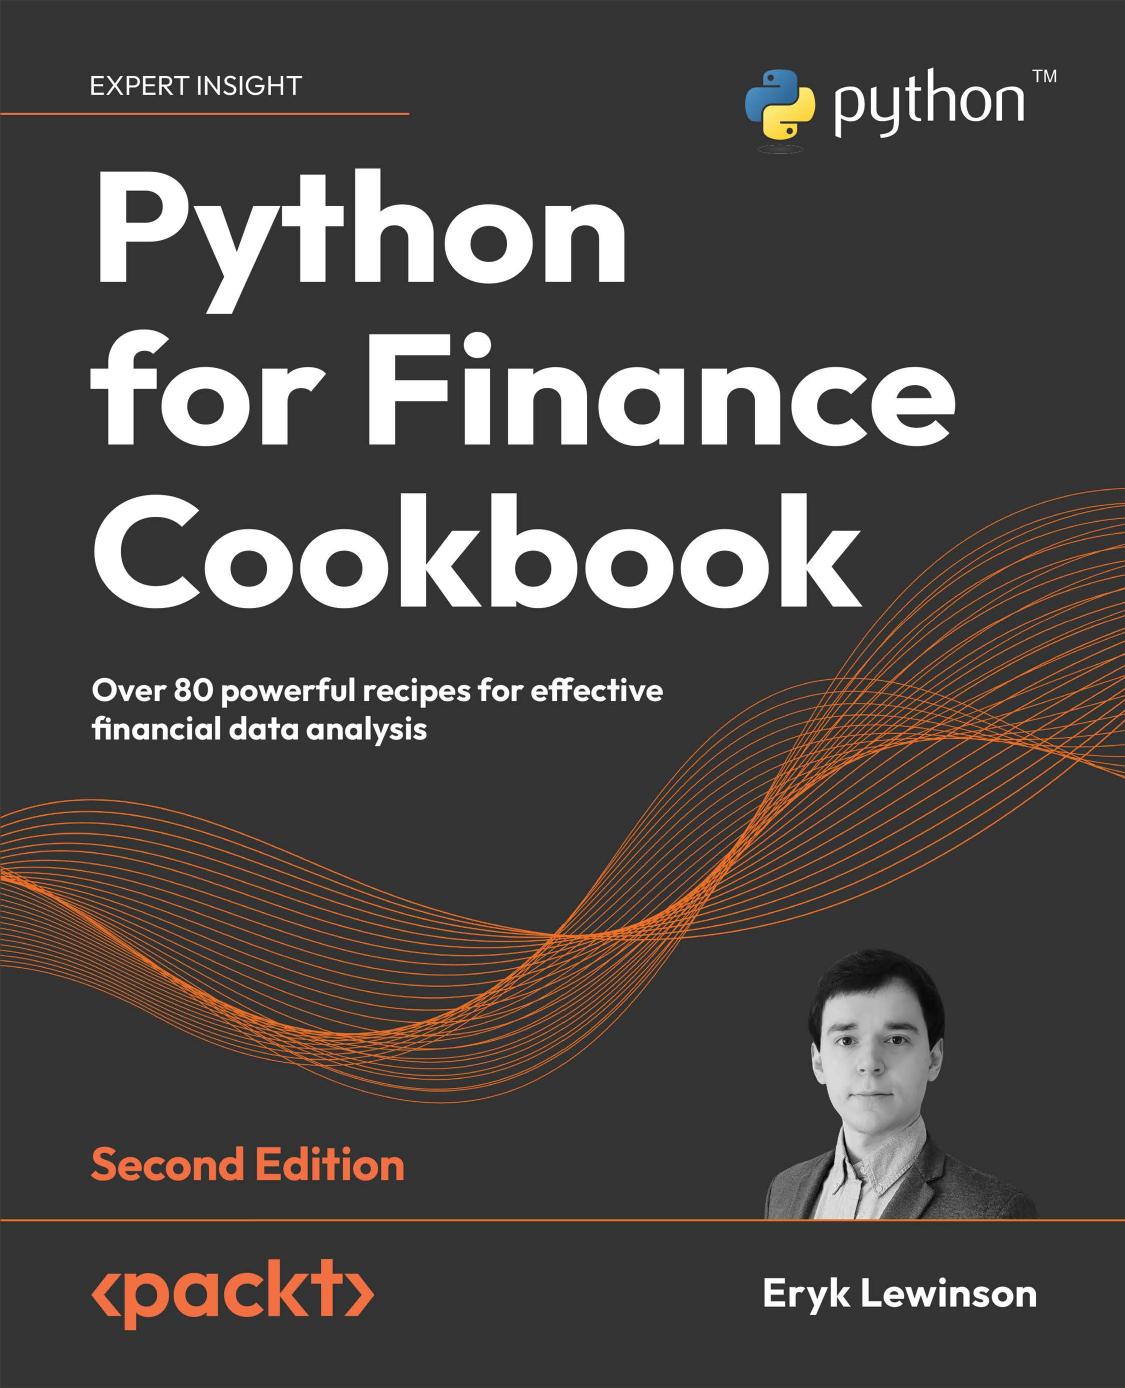 EXPERT INSIGHT
python™
Python
for Finance
Cookbook
Over 80 powerful recipes for effective
financial data analysis
Second Edition
<packt>
Eryk Lewinson